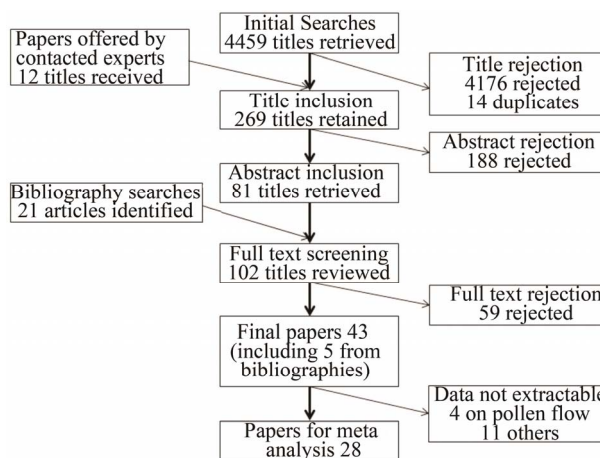 Initial Searches
4459 titles retrieved
Papers offered by
contacted experts
12 titles received
Title rejection
4176 rejected
14 duplicates
Title inclusion
269 titles retained
Abstract rejection
188 rejected
Abstract inclusion
81 titles retrieved
Bibliography searches
21 articles identified
Full text screening
102 titles reviewed
Full text rejection
59 rejected
Final papers 43
(including 5 from
bibliographies)
Data not extractable
4 on pollen flow
11 others
Papers for meta
analysis 28